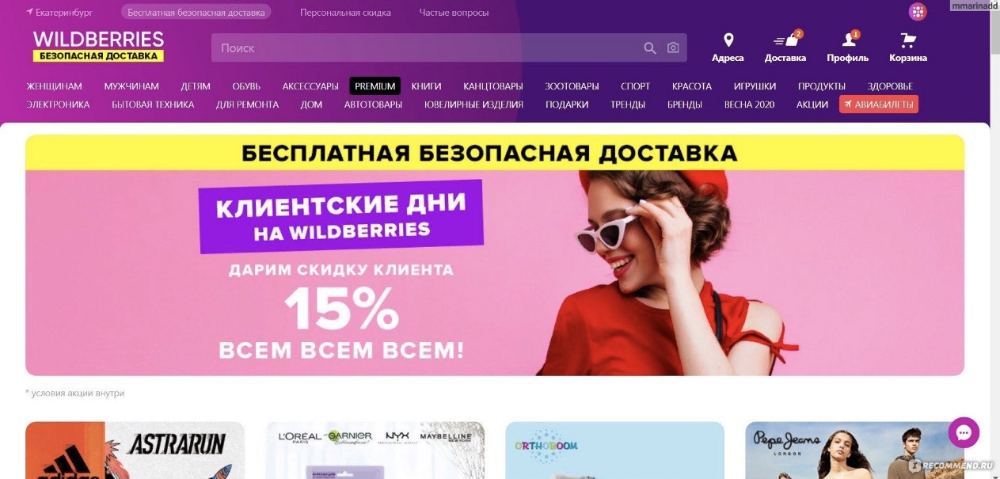 mmarinadd
Екатеринбург Бесплатная безопасная доставка Персональная скидка Частые вопросы
WILDBERRIES
БЕЗОПАСНАЯ ДОСТАВКА
Поиск
2 1
Адреса Доставка Профиль Корзина
ЖЕНЩИНАМ МУЖЧИНАМ ДЕТЯМ ОБУВЬ АКСЕССУАРЫ PREMIUM КНИГИ КАНЦТОВАРЫ ЗООТОВАРЫ СПОРТ КРАСОТА ИГРУШКИ ПРОДУКТЫ ЗДОРОВЬЕ
ЭЛЕКТРОНИКА БЫТОВАЯ ТЕХНИКА ДЛЯ РЕМОНТА ДОМ АВТОТОВАРЫ ЮВЕЛИРНЫЕ ИЗДЕЛИЯ ПОДАРКИ ТРЕНДЫ БРЕНДЫ ВЕСНА 2020 АКЦИИ АВИАБИЛЕТЫ
БЕСПЛАТНАЯ БЕЗОПАСНАЯ ДОСТАВКА
КЛИЕНТСКИЕ ДНИ
НА WILDBERRIES
ДАРИМ СКИДКУ КЛИЕНТА
15%
ВСЕМ ВСЕМ ВСЕМ!
* условия акции внутри
ASTRARUN
adidas
L'ORÉAL
PARIS
GARNIER
NYX
MAYBELLINE
NEW YORK
ORTHOBOOM
Pepe Jeans
LONDON
IRECOMMEND.RU